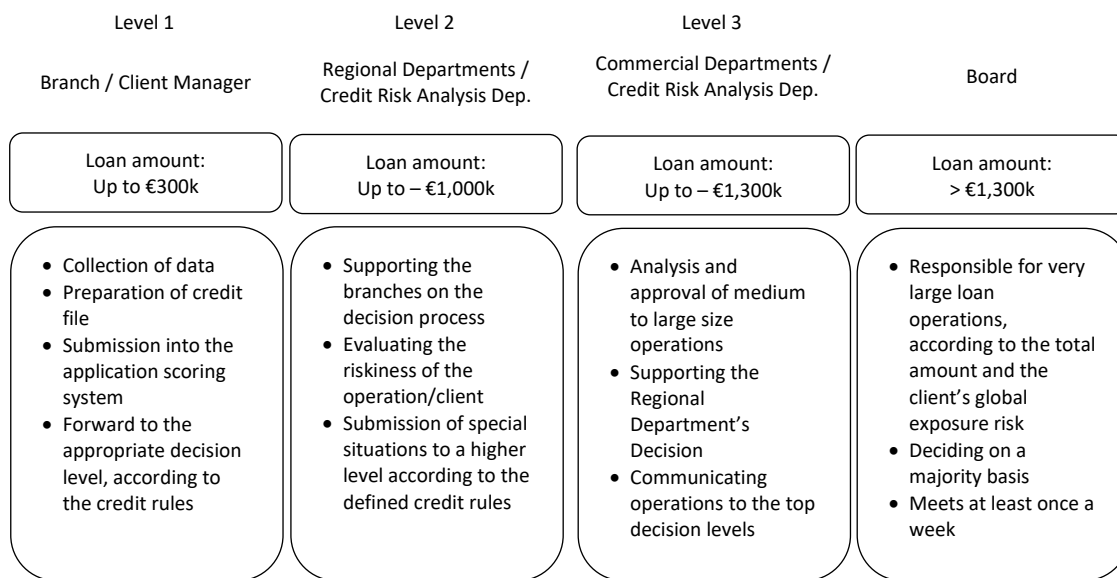 Level 1
Branch / Client Manager
Loan amount:
Up to €300k
• Collection of data
• Preparation of credit
file
• Submission into the
application scoring
system
• Forward to the
appropriate decision
level, according to
the credit rules
Level 2
Regional Departments /
Credit Risk Analysis Dep.
Loan amount:
Up to – €1,000k
• Supporting the
branches on the
decision process
• Evaluating the
riskiness of the
operation/client
• Submission of special
situations to a higher
level according to the
defined credit rules
Level 3
Commercial Departments /
Credit Risk Analysis Dep.
Loan amount:
Up to – €1,300k
• Analysis and
approval of medium
to large size
operations
• Supporting the
Regional
Department’s
Decision
• Communicating
operations to the top
decision levels
Board
Loan amount:
> €1,300k
• Responsible for very
large loan
operations,
according to the total
amount and the
client’s global
exposure risk
• Deciding on a
majority basis
• Meets at least once a
week